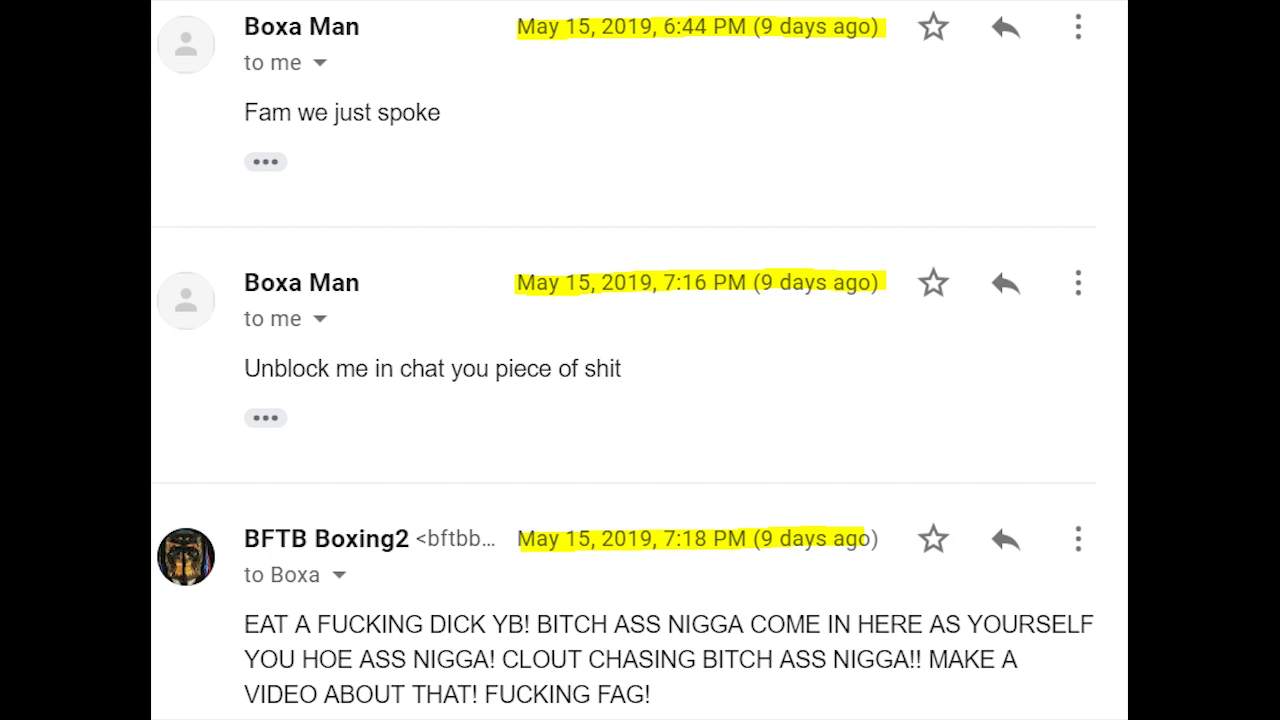 Boxa Man May 15, 2019, 6:44 PM (9 days ago)
to me
Fam we just spoke
Boxa Man May 15, 2019, 7:16 PM (9 days ago)
to me
Unblock me in chat you piece of shit
BFTB Boxing2 <bftbb... May 15, 2019, 7:18 PM (9 days ago)
to Boxa
EAT A FUCKING DICK YB! BITCH ASS NIGGA COME IN HERE AS YOURSELF
YOU HOE ASS NIGGA! CLOUT CHASING BITCH ASS NIGGA!! MAKE A
VIDEO ABOUT THAT! FUCKING FAG!